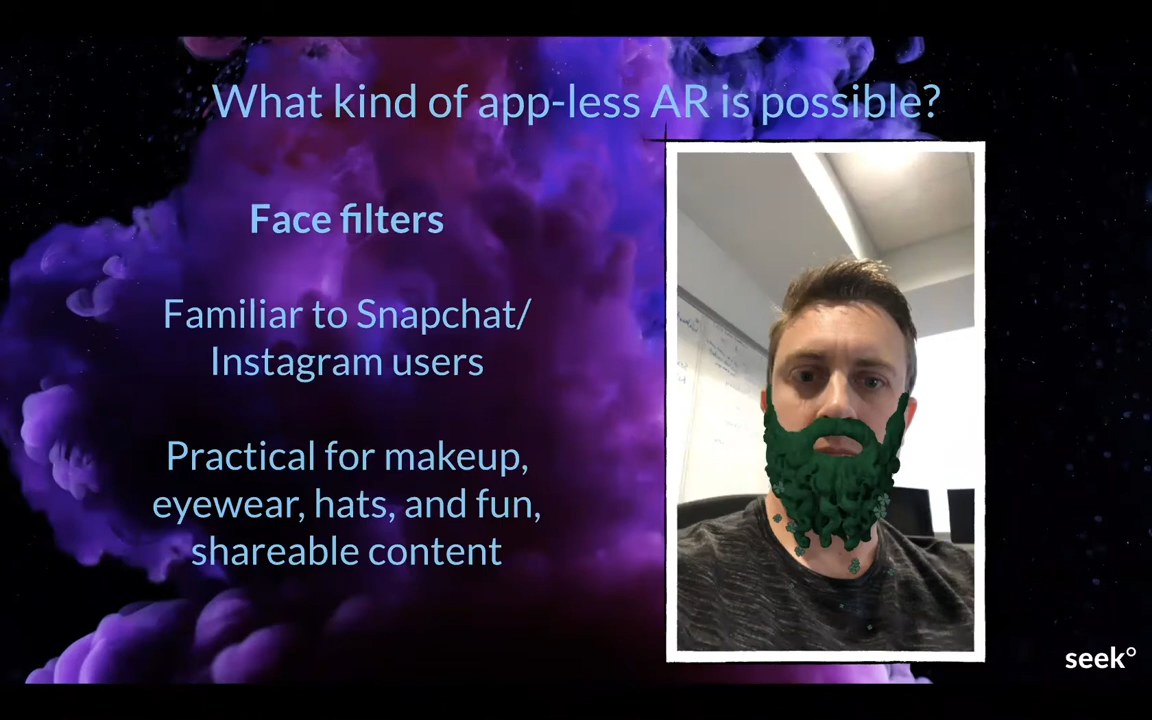 What kind of app-less AR is possible?
Face filters
Familiar to Snapchat/
Instagram users
Practical for makeup,
eyewear, hats, and fun,
shareable content
seek°